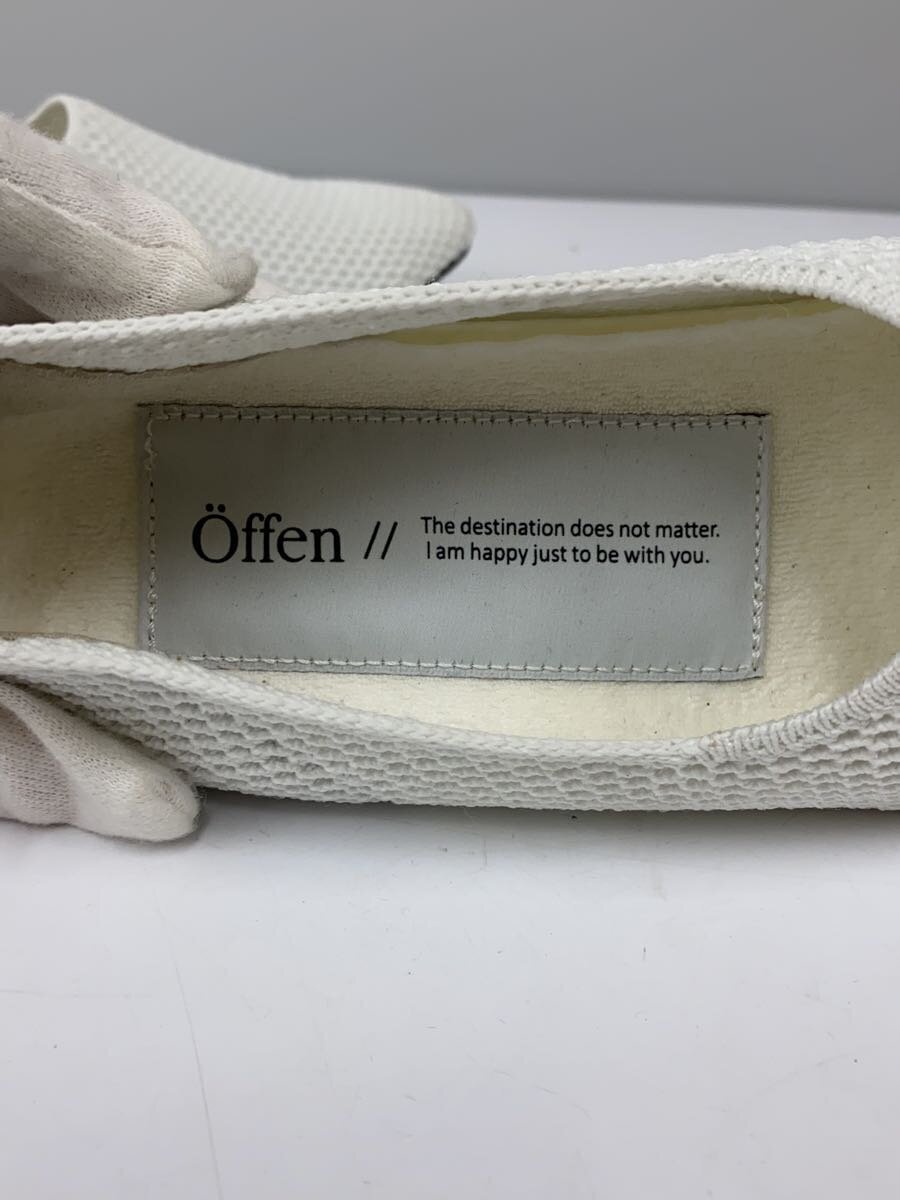 Öffen //
The destination does not matter.
I am happy just to be with you.